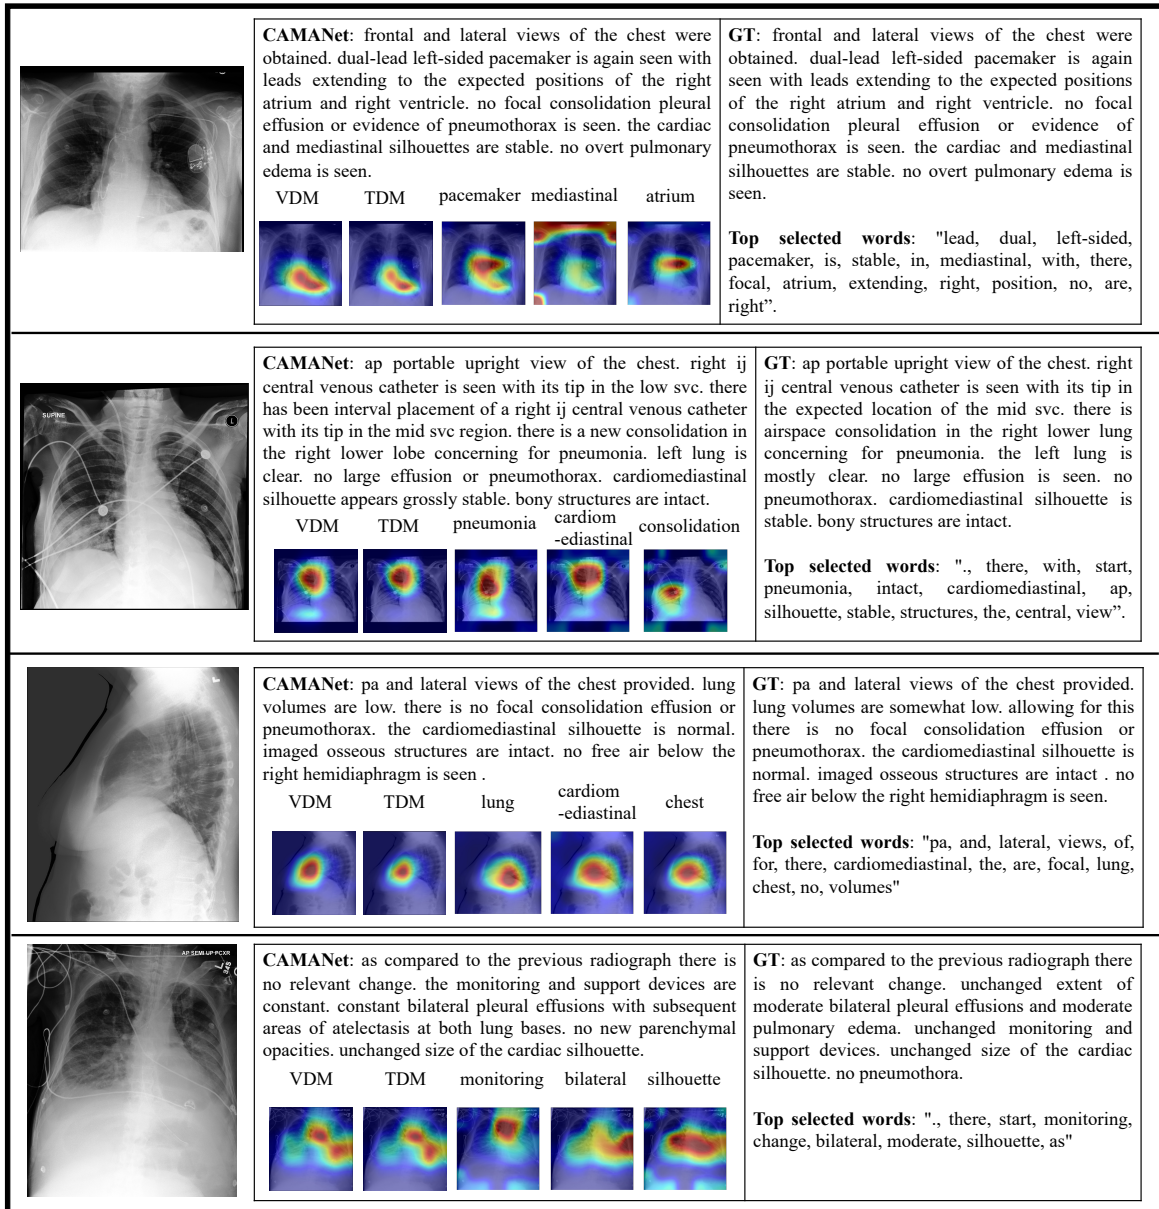 CAMANet: frontal and lateral views of the chest were
obtained. dual-lead left-sided pacemaker is again seen with
leads extending to the expected positions of the right
atrium and right ventricle. no focal consolidation pleural
effusion or evidence of pneumothorax is seen. the cardiac
and mediastinal silhouettes are stable. no overt pulmonary
edema is seen.
VDM TDM pacemaker mediastinal atrium
GT: frontal and lateral views of the chest were
obtained. dual-lead left-sided pacemaker is again
seen with leads extending to the expected positions
of the right atrium and right ventricle. no focal
consolidation pleural effusion or evidence of
pneumothorax is seen. the cardiac and mediastinal
silhouettes are stable. no overt pulmonary edema is
seen.
Top selected words: "lead, dual, left-sided,
pacemaker, is, stable, in, mediastinal, with, there,
focal, atrium, extending, right, position, no, are,
right”.
SUPINE
L
CAMANet: ap portable upright view of the chest. right ij
central venous catheter is seen with its tip in the low svc. there
has been interval placement of a right ij central venous catheter
with its tip in the mid svc region. there is a new consolidation in
the right lower lobe concerning for pneumonia. left lung is
clear. no large effusion or pneumothorax. cardiomediastinal
silhouette appears grossly stable. bony structures are intact.
VDM TDM pneumonia cardiom
-ediastinal consolidation
GT: ap portable upright view of the chest. right
ij central venous catheter is seen with its tip in
the expected location of the mid svc. there is
airspace consolidation in the right lower lung
concerning for pneumonia. the left lung is
mostly clear. no large effusion is seen. no
pneumothorax. cardiomediastinal silhouette is
stable. bony structures are intact.
Top selected words: "., there, with, start,
pneumonia, intact, cardiomediastinal, ap,
silhouette, stable, structures, the, central, view”.
CAMANet: pa and lateral views of the chest provided. lung
volumes are low. there is no focal consolidation effusion or
pneumothorax. the cardiomediastinal silhouette is normal.
imaged osseous structures are intact. no free air below the
right hemidiaphragm is seen .
VDM TDM lung cardiom
-ediastinal chest
GT: pa and lateral views of the chest provided.
lung volumes are somewhat low. allowing for this
there is no focal consolidation effusion or
pneumothorax. the cardiomediastinal silhouette is
normal. imaged osseous structures are intact . no
free air below the right hemidiaphragm is seen.
Top selected words: "pa, and, lateral, views, of,
for, there, cardiomediastinal, the, are, focal, lung,
chest, no, volumes"
AP SEMI UP PCXR
CAMANet: as compared to the previous radiograph there is
no relevant change. the monitoring and support devices are
constant. constant bilateral pleural effusions with subsequent
areas of atelectasis at both lung bases. no new parenchymal
opacities. unchanged size of the cardiac silhouette.
VDM TDM monitoring bilateral silhouette
GT: as compared to the previous radiograph there
is no relevant change. unchanged extent of
moderate bilateral pleural effusions and moderate
pulmonary edema. unchanged monitoring and
support devices. unchanged size of the cardiac
silhouette. no pneumothora.
Top selected words: "., there, start, monitoring,
change, bilateral, moderate, silhouette, as"